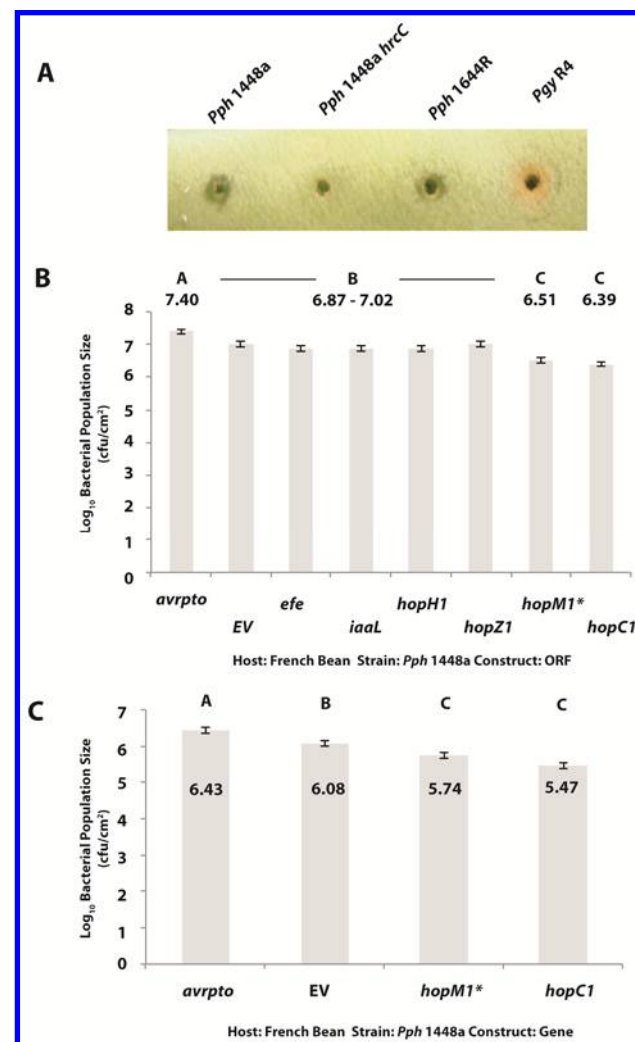 A
Pph 1448a
Pph 1448a hrcC
Pph 1644R
Pgy R4
B
A B C C
7.40 6.87 - 7.02 6.51 6.39
8
7
6
5
4
3
2
1
0
Log10 Bacterial Population Size
(cfu/cm2)
avrpto efe hopH1 hopM1*
EV iaaL hopZ1 hopC1
Host: French Bean Strain: Pph 1448a Construct: ORF
C
A B C C
7
6
5
4
3
2
1
0
Log10 Bacterial Population Size
(cfu/cm2)
6.43 6.08 5.74 5.47
avrpto EV hopM1* hopC1
Host: French Bean Strain: Pph 1448a Construct: Gene